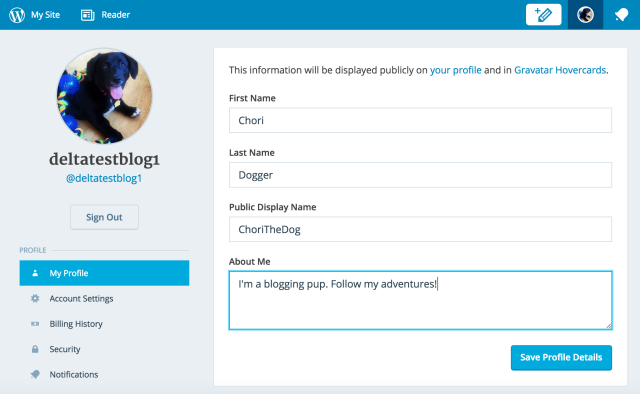 My Site
Reader
deltatestblog1
@deltatestblog1
Sign Out
PROFILE
My Profile
Account Settings
Billing History
Security
Notifications
This information will be displayed publicly on your profile and in Gravatar Hovercards.
First Name
Chori
Last Name
Dogger
Public Display Name
ChoriTheDog
About Me
I'm a blogging pup. Follow my adventures!
Save Profile Details